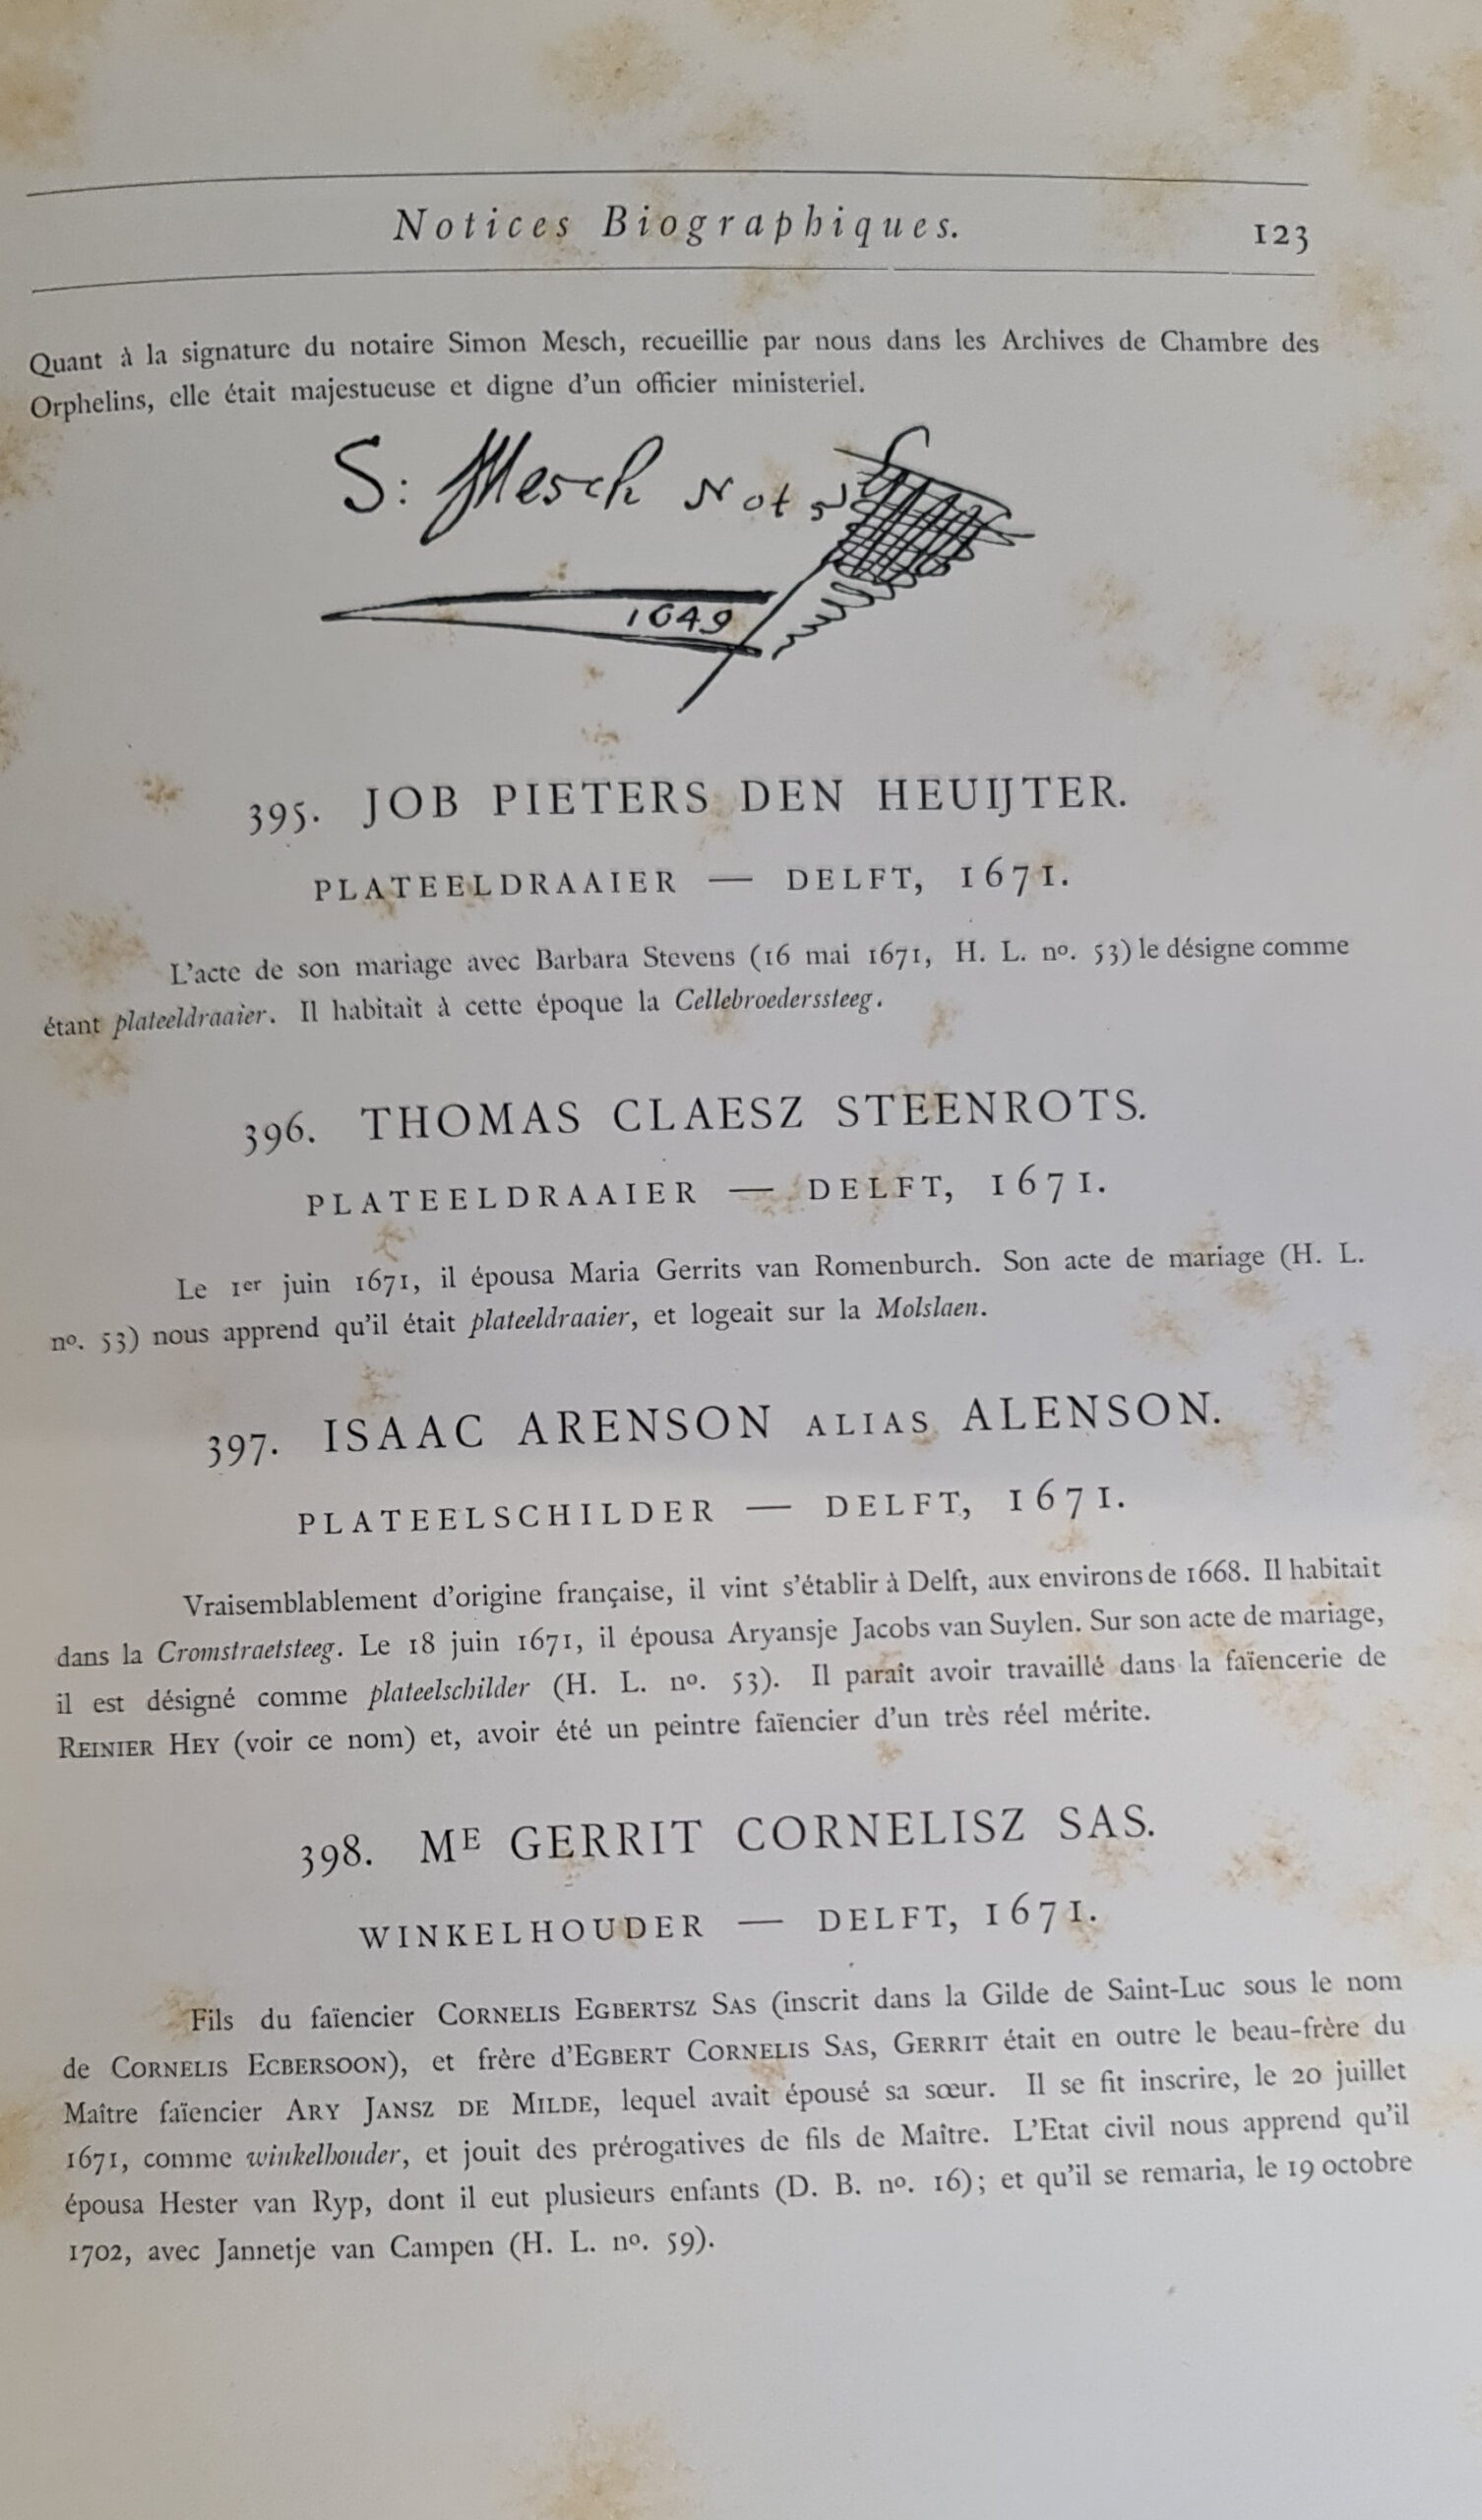 Notices Biographiques. 123
Quant à la signature du notaire Simon Mesch, recueillie par nous dans les Archives de Chambre des
Orphelins, elle était majestueuse et digne d'un officier ministeriel.
S: Mesch Nots
1649
395. JOB PIETERS DEN HEUIJTER.
PLATEELDRAAIER — DELFT, 1671.
L'acte de son mariage avec Barbara Stevens (16 mai 1671, H. L. nº. 53) le désigne comme
étant plateeldraaier. Il habitait à cette époque la Cellebroederssteeg.
396. THOMAS CLAESZ STEENROTS.
PLATEELDRAAIER — DELFT, 1671.
Le 1er juin 1671, il épousa Maria Gerrits van Romenburch. Son acte de mariage (H. L.
nº. 53) nous apprend qu'il était plateeldraaier, et logeait sur la Molslaen.
397. ISAAC ARENSON ALIAS ALENSON.
PLATEELSCHILDER — DELFT, 1671.
Vraisemblablement d'origine française, il vint s'établir à Delft, aux environs de 1668. Il habitait
dans la Cromstraetsteeg. Le 18 juin 1671, il épousa Aryansje Jacobs van Suylen. Sur son acte de mariage,
il est désigné comme plateelschilder (H. L. nº. 53). Il paraît avoir travaillé dans la faïencerie de
REINIER HEY (voir ce nom) et, avoir été un peintre faïencier d'un très réel mérite.
398. ME GERRIT CORNELISZ SAS.
WINKELHOUDER — DELFT, 1671.
Fils du faïencier CORNELIS EGBERTSZ SAS (inscrit dans la Gilde de Saint-Luc sous le nom
de CORNELIS ECBERSOON), et frère d'EGBERT CORNELIS SAS, GERRIT était en outre le beau-frère du
Maître faïencier ARY JANSZ DE MILDE, lequel avait épousé sa sœur. Il se fit inscrire, le 20 juillet
1671, comme winkelhouder, et jouit des prérogatives de fils de Maître. L'Etat civil nous apprend qu'il
épousa Hester van Ryp, dont il eut plusieurs enfants (D. B. nº. 16); et qu'il se remaria, le 19 octobre
1702, avec Jannetje van Campen (H. L. nº. 59).